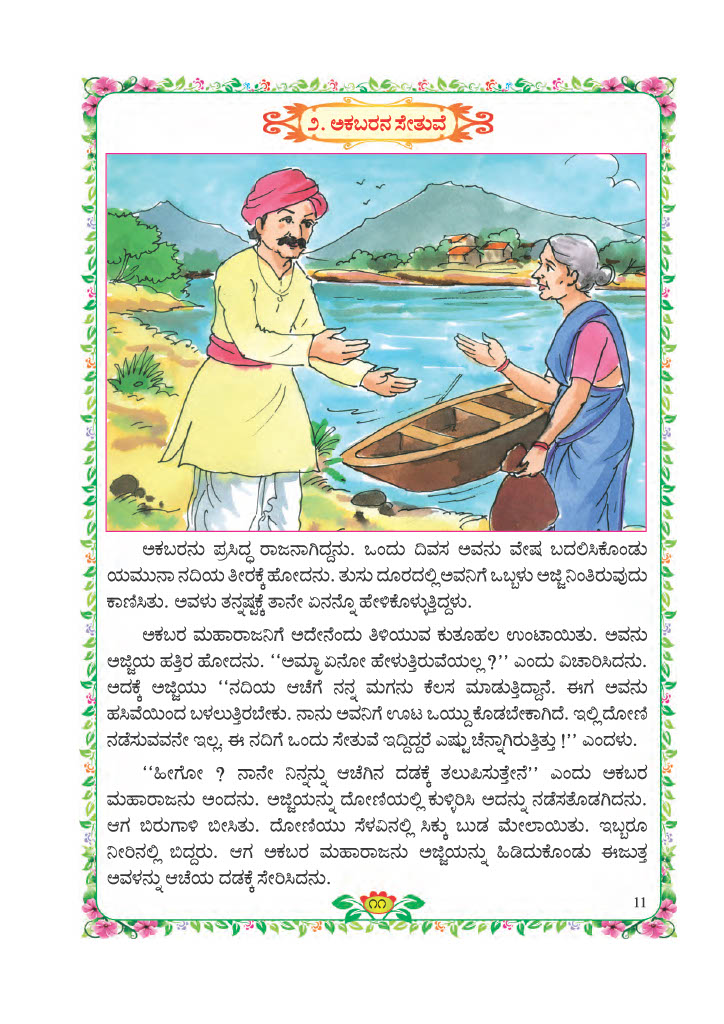 ೨. ಅಕಬರನ ಸೇತುವೆ
ಅಕಬರನು ಪ್ರಸಿದ್ಧ ರಾಜನಾಗಿದ್ದನು. ಒಂದು ದಿವಸ ಅವನು ವೇಷ ಬದಲಿಸಿಕೊಂಡು
ಯಮುನಾ ನದಿಯ ತೀರಕ್ಕೆ ಹೋದನು. ತುಸು ದೂರದಲ್ಲಿ ಅವನಿಗೆ ಒಬ್ಬಳು ಅಜ್ಜಿ ನಿಂತಿರುವುದು
ಕಾಣಿಸಿತು. ಅವಳು ತನ್ನಷ್ಟಕ್ಕೆ ತಾನೇ ಏನನ್ನೊ ಹೇಳಿಕೊಳ್ಳುತ್ತಿದ್ದಳು.
ಅಕಬರ ಮಹಾರಾಜನಿಗೆ ಅದೇನೆಂದು ತಿಳಿಯುವ ಕುತೂಹಲ ಉಂಟಾಯಿತು. ಅವನು
ಅಜ್ಜಿಯ ಹತ್ತಿರ ಹೋದನು. ‘‘ಅಮ್ಮಾ ಏನೋ ಹೇಳುತ್ತಿರುವೆಯಲ್ಲ ?’’ ಎಂದು ವಿಚಾರಿಸಿದನು.
ಅದಕ್ಕೆ ಅಜ್ಜಿಯು ‘‘ನದಿಯ ಆಚೆಗೆ ನನ್ನ ಮಗನು ಕೆಲಸ ಮಾಡುತ್ತಿದ್ದಾನೆ. ಈಗ ಅವನು
ಹಸಿವೆಯಿಂದ ಬಳಲುತ್ತಿರಬೇಕು. ನಾನು ಅವನಿಗೆ ಊಟ ಒಯ್ದು ಕೊಡಬೇಕಾಗಿದೆ. ಇಲ್ಲಿ ದೋಣಿ
ನಡೆಸುವವನೇ ಇಲ್ಲ. ಈ ನದಿಗೆ ಒಂದು ಸೇತುವೆ ಇದ್ದಿದ್ದರೆ ಎಷ್ಟು ಚೆನ್ನಾಗಿರುತ್ತಿತ್ತು !’’ ಎಂದಳು.
‘‘ಹೀಗೋ ? ನಾನೇ ನಿನ್ನನ್ನು ಆಚೆಗಿನ ದಡಕ್ಕೆ ತಲುಪಿಸುತ್ತೇನೆ’’ ಎಂದು ಅಕಬರ
ಮಹಾರಾಜನು ಅಂದನು. ಅಜ್ಜಿಯನ್ನು ದೋಣಿಯಲ್ಲಿ ಕುಳ್ಳಿರಿಸಿ ಅದನ್ನು ನಡೆಸತೊಡಗಿದನು.
ಆಗ ಬಿರುಗಾಳಿ ಬೀಸಿತು. ದೋಣಿಯು ಸೆಳವಿನಲ್ಲಿ ಸಿಕ್ಕು ಬುಡ ಮೇಲಾಯಿತು. ಇಬ್ಬರೂ
ನೀರಿನಲ್ಲಿ ಬಿದ್ದರು. ಆಗ ಅಕಬರ ಮಹಾರಾಜನು ಅಜ್ಜಿಯನ್ನು ಹಿಡಿದುಕೊಂಡು ಈಜುತ್ತ
ಅವಳನ್ನು ಆಚೆಯ ದಡಕ್ಕೆ ಸೇರಿಸಿದನು.
೧೧
11